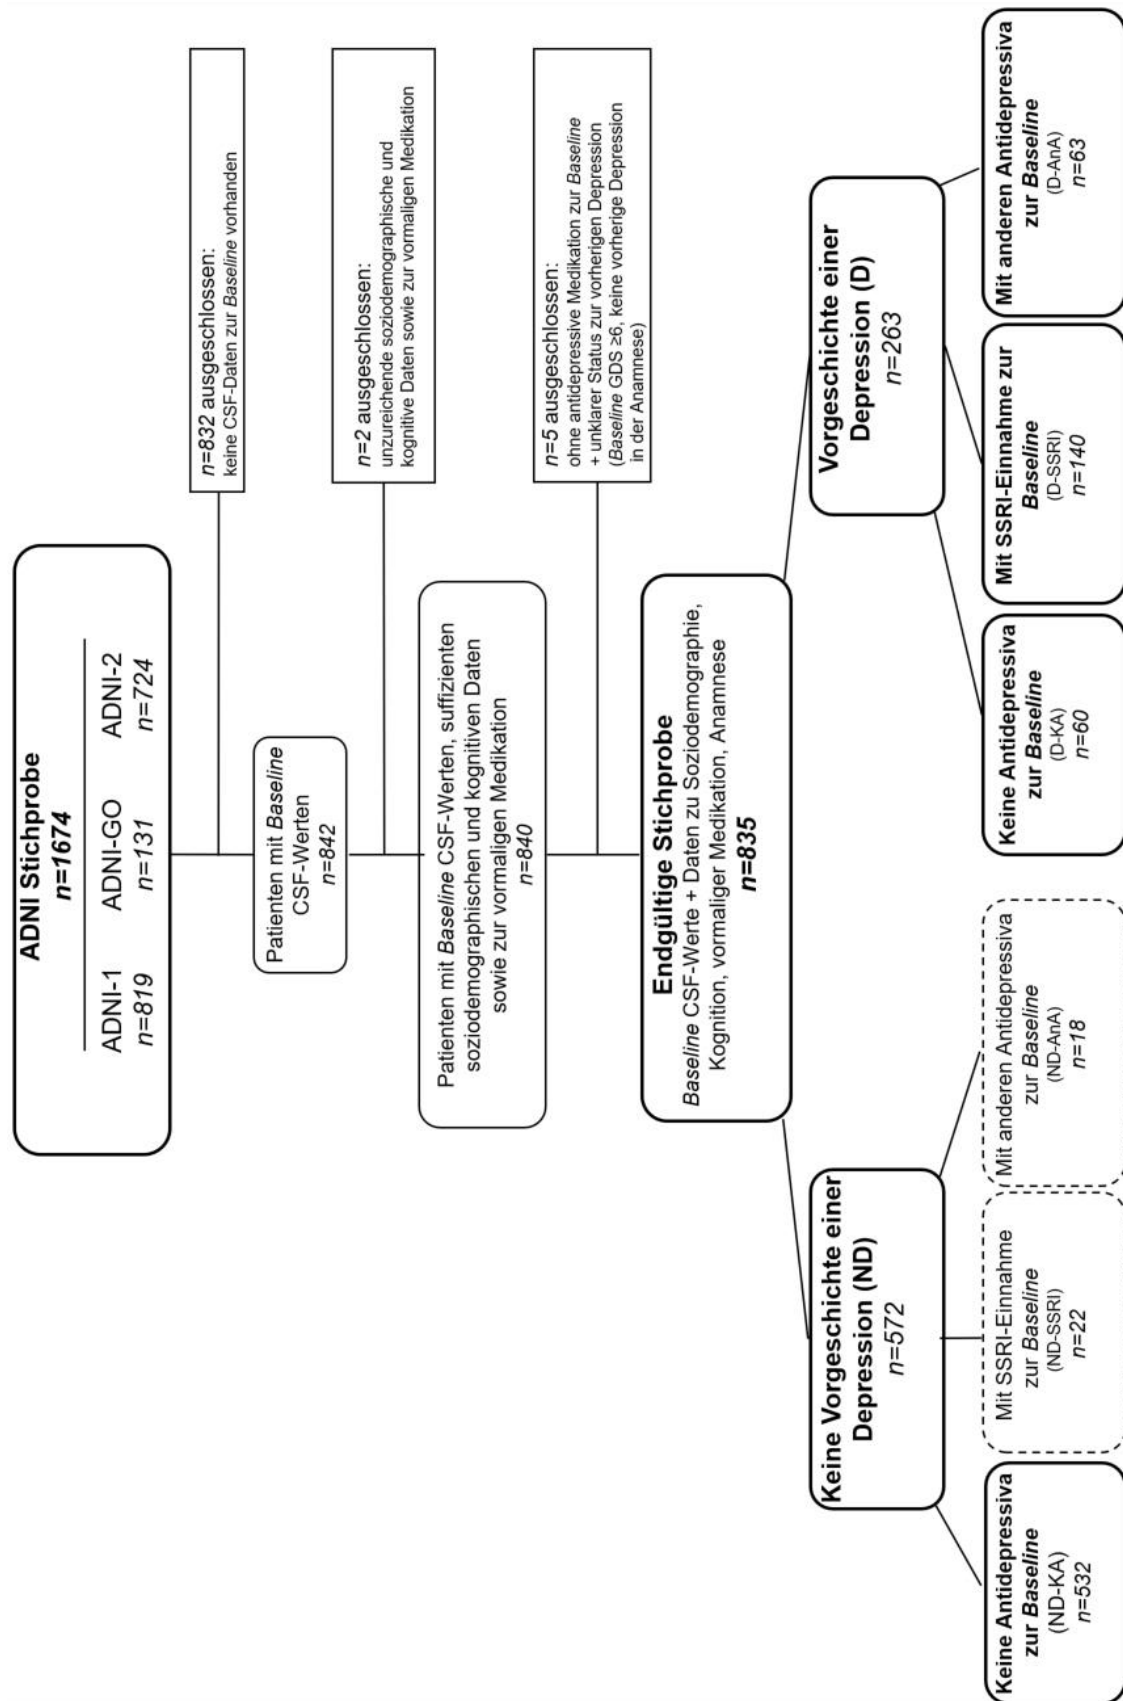 ADNI Stichprobe
n=1674
ADNI-1 ADNI-GO ADNI-2
n=819 n=131 n=724
n=832 ausgeschlossen:
keine CSF-Daten zur Baseline vorhanden
Patienten mit Baseline
CSF-Werten
n=842
n=2 ausgeschlossen:
unzureichende soziodemographische und
kognitive Daten sowie zur vormaligen Medikation
Patienten mit Baseline CSF-Werten, suffizienten
soziodemographischen und kognitiven Daten
sowie zur vormaligen Medikation
n=840
n=5 ausgeschlossen:
ohne antidepressive Medikation zur Baseline
+ unklarer Status zur vorherigen Depression
(Baseline GDS ≥6, keine vorherige Depression
in der Anamnese)
Endgültige Stichprobe
Baseline CSF-Werte + Daten zu Soziodemographie,
Kognition, vormaliger Medikation, Anamnese
n=835
Keine Vorgeschichte einer
Depression (ND)
n=572
Vorgeschichte einer
Depression (D)
n=263
Keine Antidepressiva
zur Baseline
(ND-KA)
n=532
Mit SSRI-Einnahme
zur Baseline
(ND-SSRI)
n=22
Mit anderen Antidepressiva
zur Baseline
(ND-AnA)
n=18
Keine Antidepressiva
zur Baseline
(D-KA)
n=60
Mit SSRI-Einnahme zur
Baseline
(D-SSRI)
n=140
Mit anderen Antidepressiva
zur Baseline
(D-AnA)
n=63